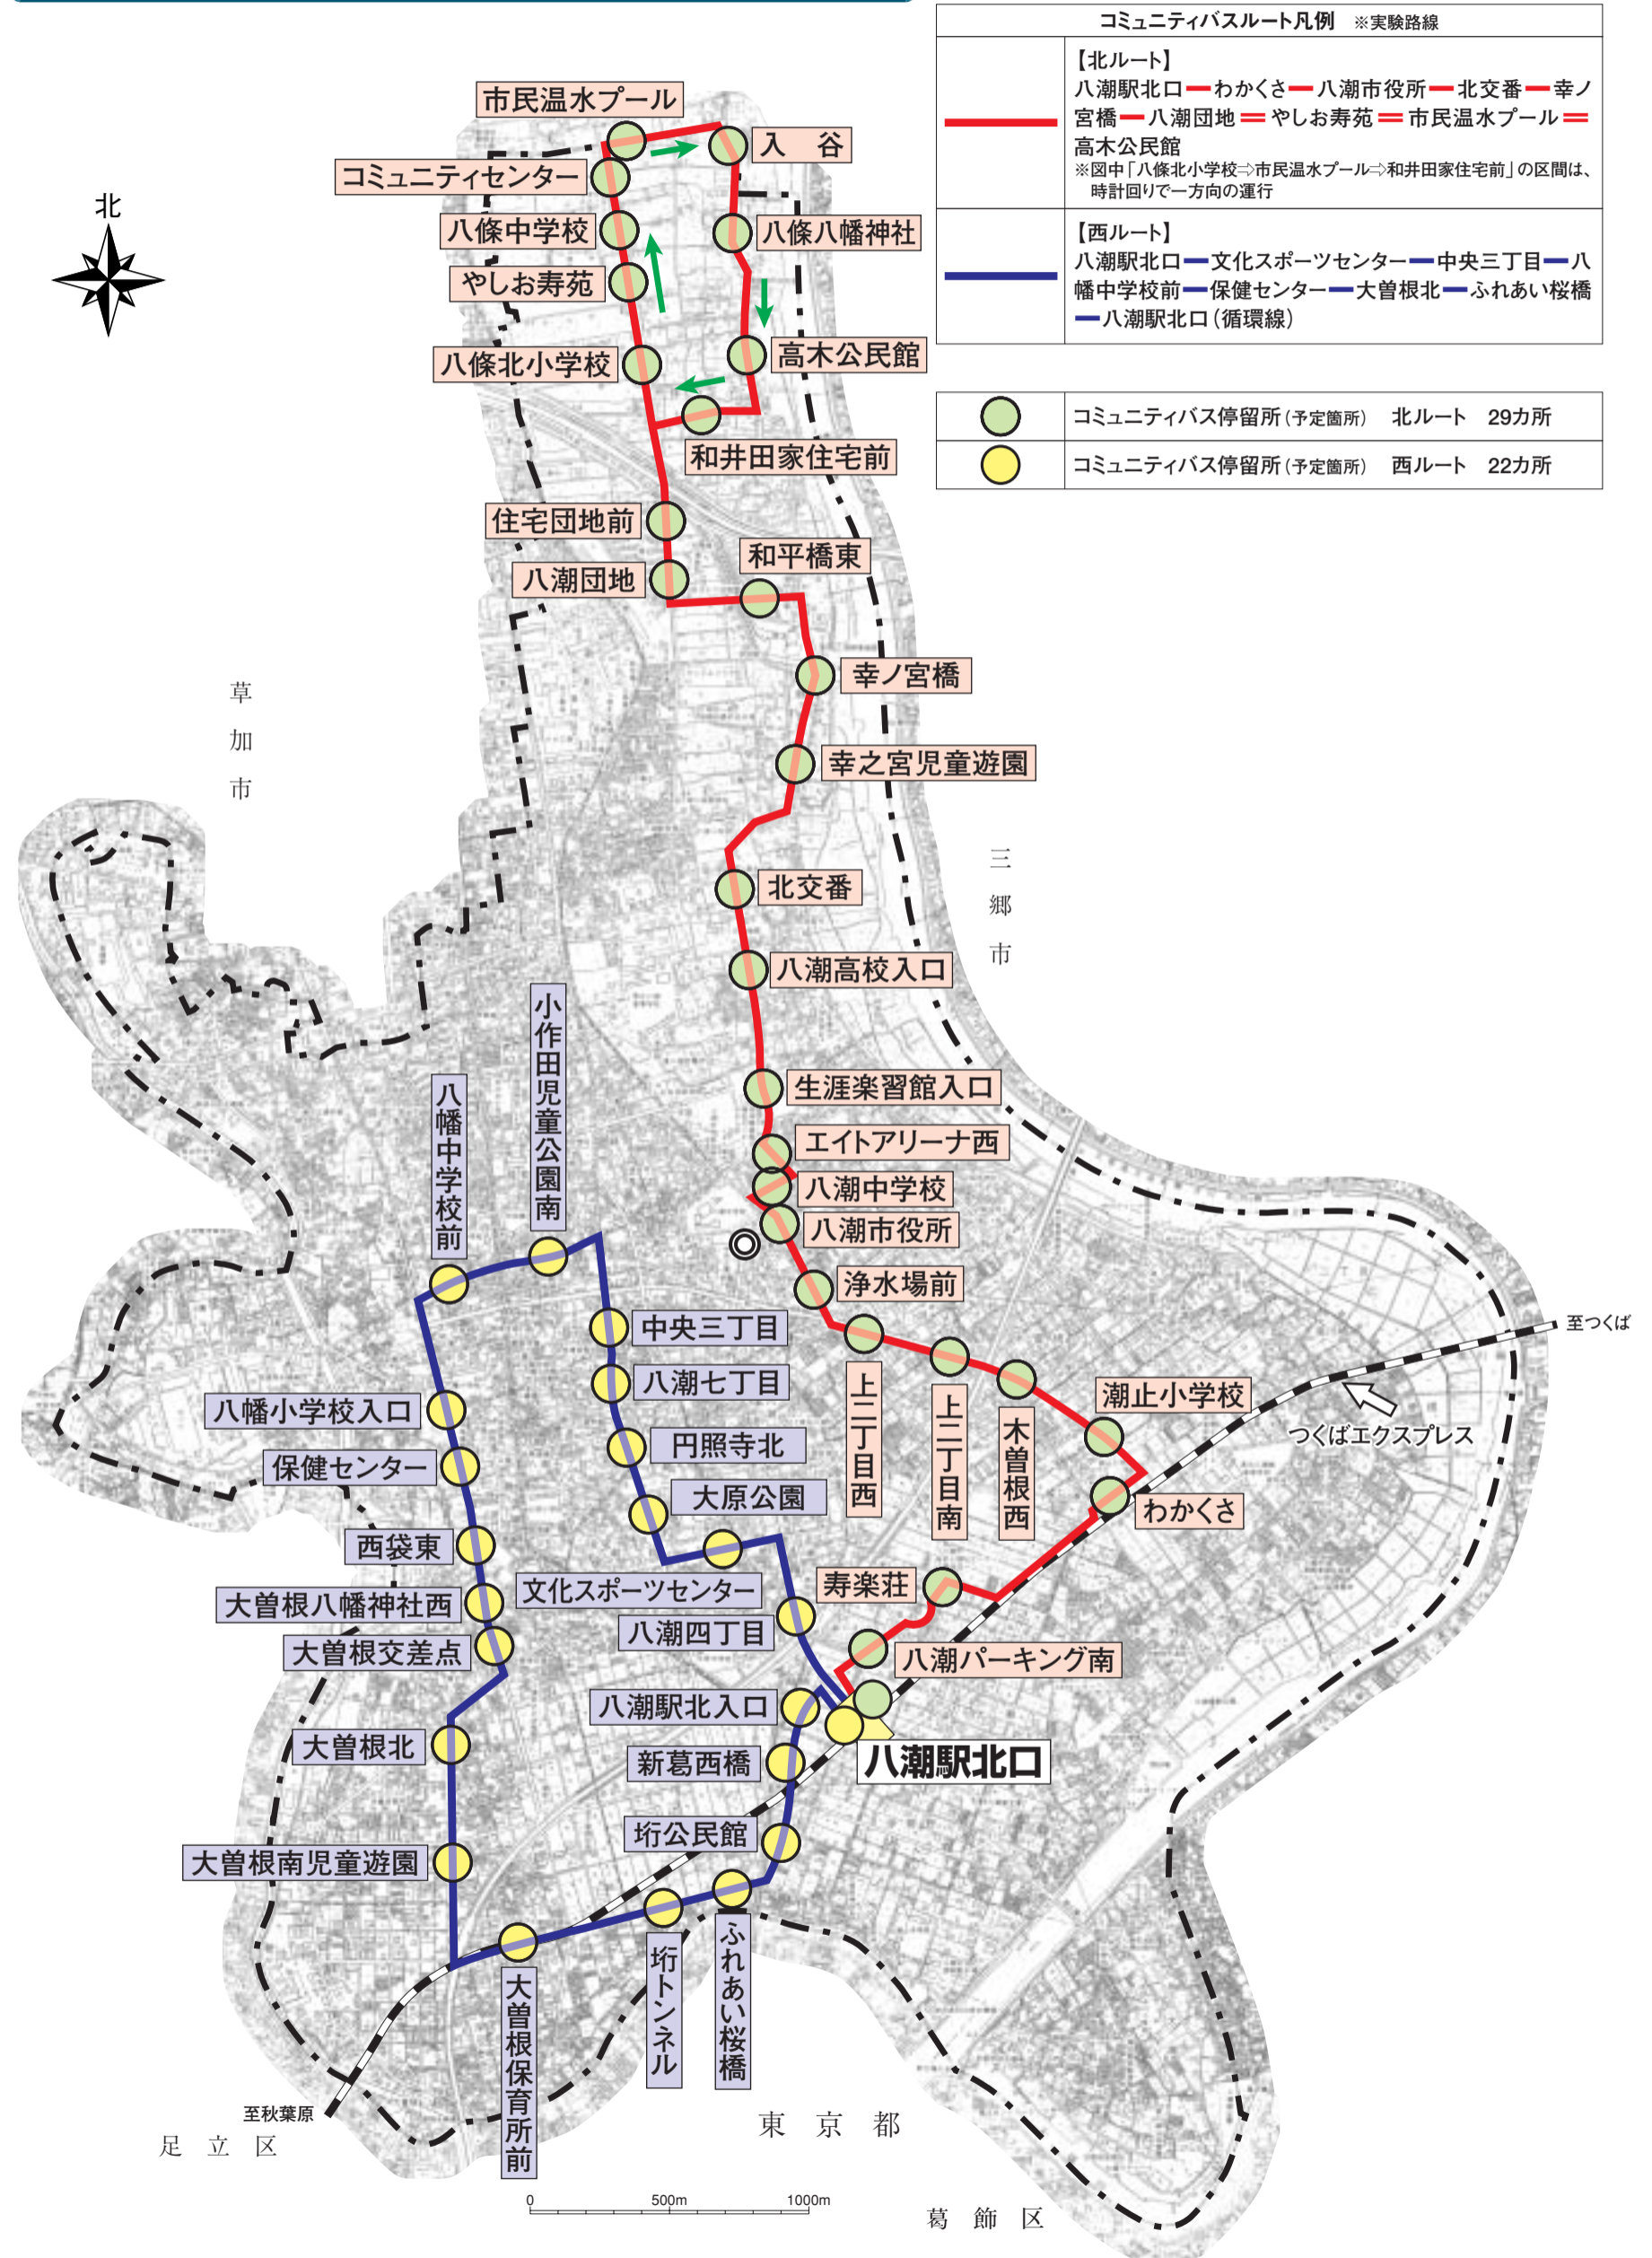 コミュニティバスルート凡例 ※実験路線
【北ルート】
八潮駅北口━わかくさ━八潮市役所━北交番━幸ノ
宮橋━八潮団地＝やしお寿苑＝市民温水プール＝
高木公民館
※図中「八條北小学校⇒市民温水プール⇒和井田家住宅前」の区間は、
時計回りで一方向の運行
【西ルート】
八潮駅北口━文化スポーツセンター━中央三丁目━八
幡中学校前━保健センター━大曽根北━ふれあい桜橋
━八潮駅北口（循環線）
コミュニティバス停留所（予定箇所） 北ルート 29カ所
コミュニティバス停留所（予定箇所） 西ルート 22カ所
北
市民温水プール
入 谷
コミュニティセンター
八條中学校
八條八幡神社
やしお寿苑
高木公民館
八條北小学校
和井田家住宅前
住宅団地前
和平橋東
八潮団地
幸ノ宮橋
草加市
幸之宮児童遊園
三郷市
北交番
八潮高校入口
小作田児童公園南
八幡中学校前
生涯楽習館入口
エイトアリーナ西
八潮中学校
八潮市役所
浄水場前
至つくば
中央三丁目
八潮七丁目
上二丁目西
上二丁目南
木曽根西
潮止小学校
つくばエクスプレス
八幡小学校入口
円照寺北
保健センター
大原公園
わかくさ
西袋東
文化スポーツセンター
寿楽荘
大曽根八幡神社西
八潮四丁目
大曽根交差点
八潮パーキング南
八潮駅北入口
大曽根北
新葛西橋
八潮駅北口
垳公民館
大曽根南児童遊園
垳トンネル
ふれあい桜橋
大曽根保育所前
至秋葉原
足立区
東京都
葛飾区
0 500m 1000m